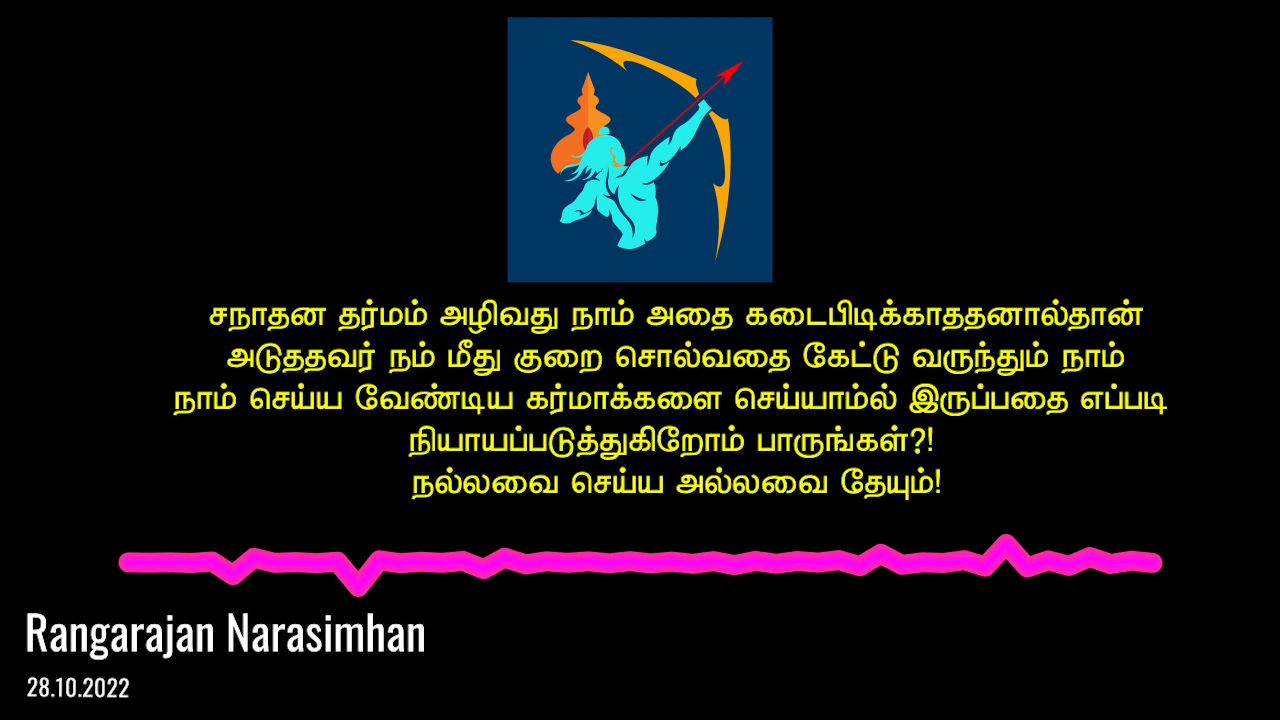 சநாதன தர்மம் அழிவது நாம் அதை கடைபிடிக்காததனால்தான்
அடுததவர் நம் மீது குறை சொல்வதை கேட்டு வருந்தும் நாம்
நாம் செய்ய வேண்டிய கர்மாக்களை செய்யாம்ல் இருப்பதை எப்படி
நியாயப்படுத்துகிறோம் பாருங்கள்?!
நல்லவை செய்ய அல்லவை தேயும்!
Rangarajan Narasimhan
28.10.2022